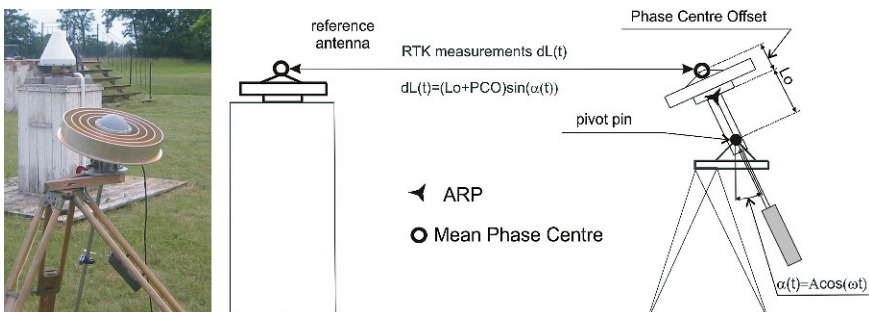 reference
antenna
RTK measurements dL(t)
dL(t)=(Lo+PCO)sin(α(t))
Phase Centre Offset
Lo
pivot pin
ARP
Mean Phase Centre
α(t)=Acos(ωt)